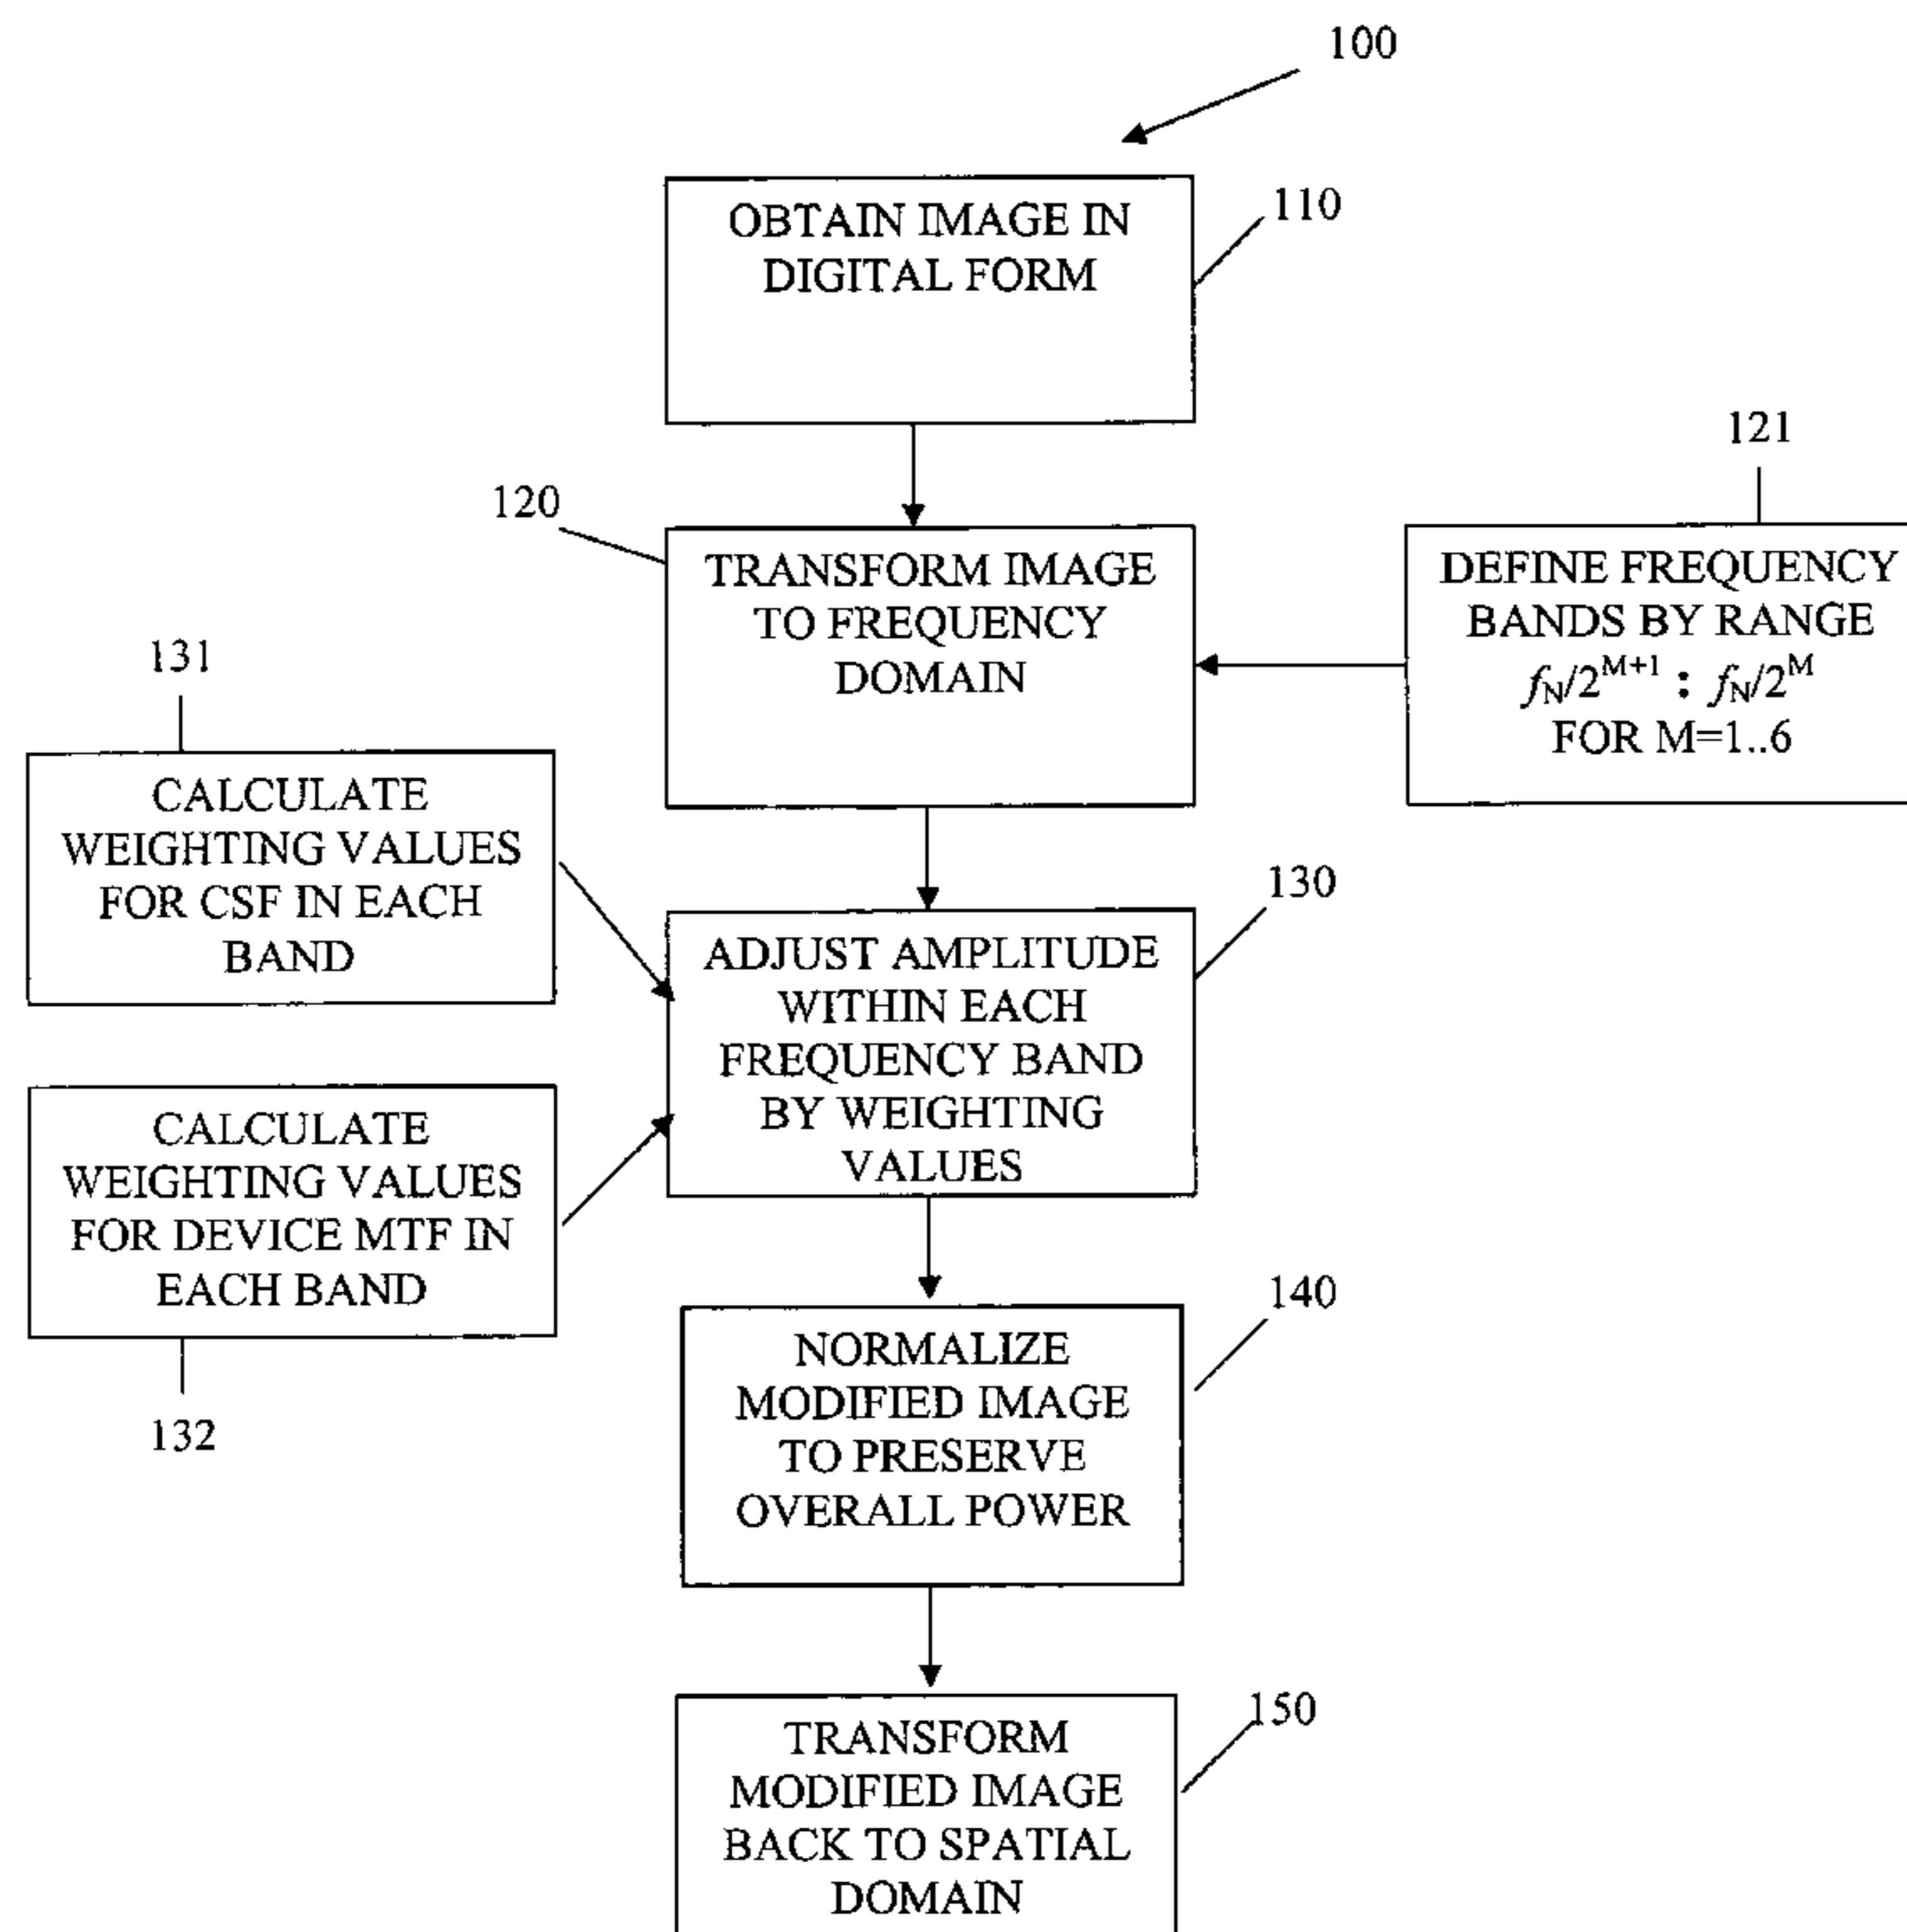 100
OBTAIN IMAGE IN
DIGITAL FORM
110
120
TRANSFORM IMAGE
TO FREQUENCY
DOMAIN
121
DEFINE FREQUENCY
BANDS BY RANGE
fN/2^M+1 : fN/2^M
FOR M=1..6
131
CALCULATE
WEIGHTING VALUES
FOR CSF IN EACH
BAND
130
ADJUST AMPLITUDE
WITHIN EACH
FREQUENCY BAND
BY WEIGHTING
VALUES
CALCULATE
WEIGHTING VALUES
FOR DEVICE MTF IN
EACH BAND
132
140
NORMALIZE
MODIFIED IMAGE
TO PRESERVE
OVERALL POWER
150
TRANSFORM
MODIFIED IMAGE
BACK TO SPATIAL
DOMAIN